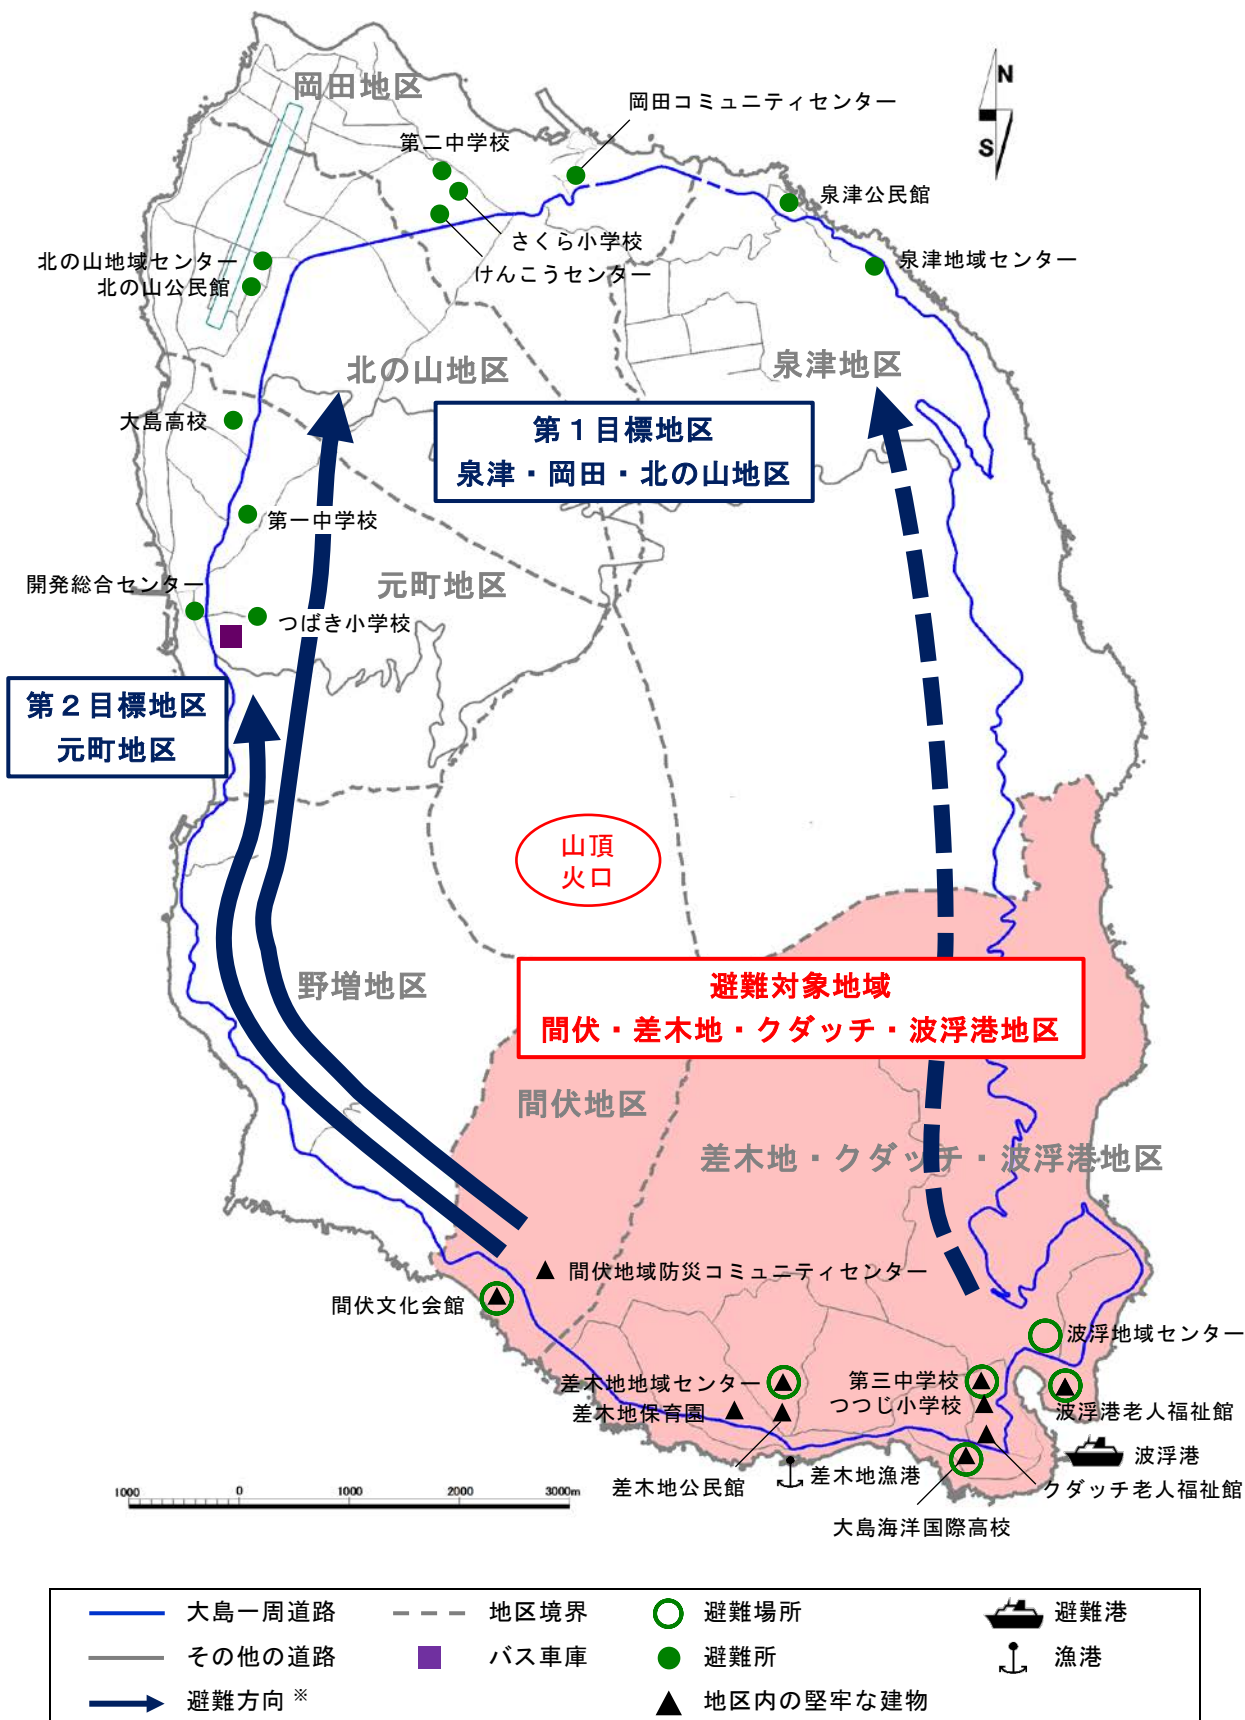 岡田地区
N
S
岡田コミュニティセンター
第二中学校
泉津公民館
さくら小学校
けんこうセンター
北の山地域センター
北の山公民館
泉津地域センター
北の山地区
泉津地区
大島高校
第1目標地区
泉津・岡田・北の山地区
第一中学校
開発総合センター
元町地区
つばき小学校
第2目標地区
元町地区
山頂
火口
野増地区
避難対象地域
間伏・差木地・クダッチ・波浮港地区
間伏地区
差木地・クダッチ・波浮港地区
間伏地域防災コミュニティセンター
間伏文化会館
波浮地域センター
差木地地域センター
第三中学校
差木地保育園
つつじ小学校
波浮港老人福祉館
差木地公民館
差木地漁港
波浮港
クダッチ老人福祉館
大島海洋国際高校
1000 0 1000 2000 3000m
大島一周道路 地区境界 避難場所 避難港
その他の道路 バス車庫 避難所 漁港
避難方向※ 地区内の堅牢な建物